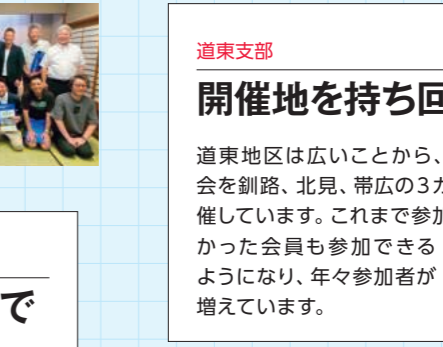 道東支部
開催地を持ち回
道東地区は広いことから、
会を釧路、北見、帯広の3カ
催しています。これまで参加
かった会員も参加できる
ようになり、年々参加者が
増えています。
で